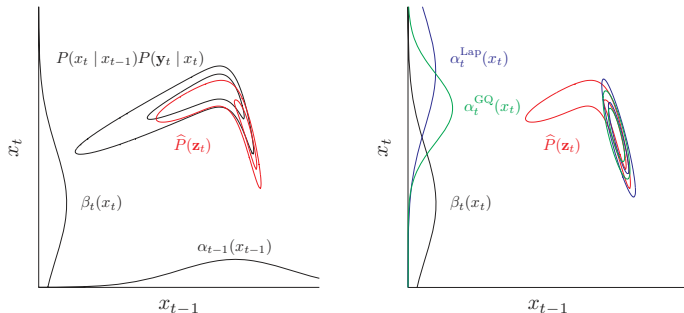 P(x_t | x_{t−1})P(y_t | x_t)
P̂(z_t)
β_t(x_t)
α_{t−1}(x_{t−1})
x_t
x_{t−1}
α_t^{Lap}(x_t)
α_t^{GQ}(x_t)
P̂(z_t)
β_t(x_t)
x_t
x_{t−1}